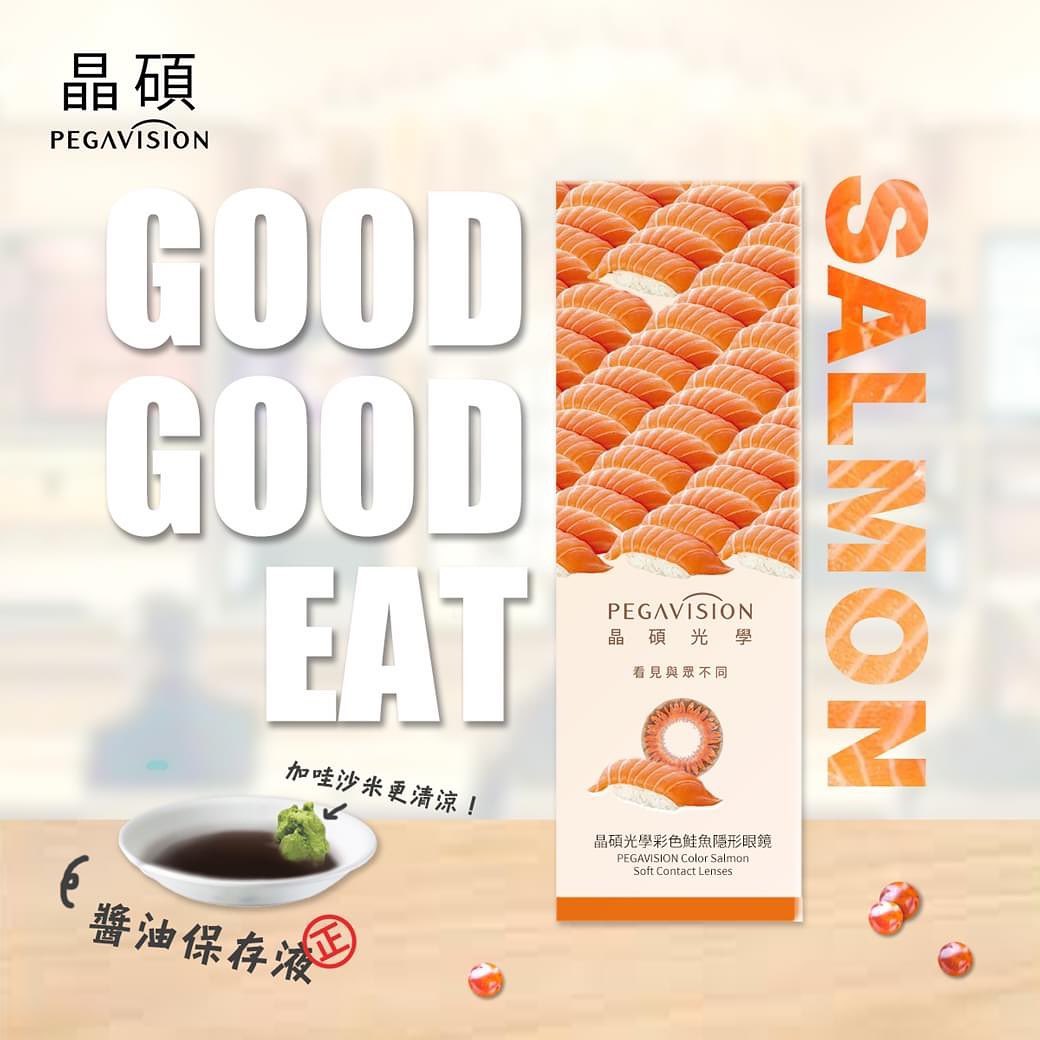 晶碩
PEGAVISION
GOOD
GOOD
EAT
SALMON
PEGAVISION
晶碩光學
看見與眾不同
晶碩光學彩色鮭魚隱形眼鏡
PEGAVISION Color Salmon
Soft Contact Lenses
加哇沙米更清涼！
醬油保存液
正